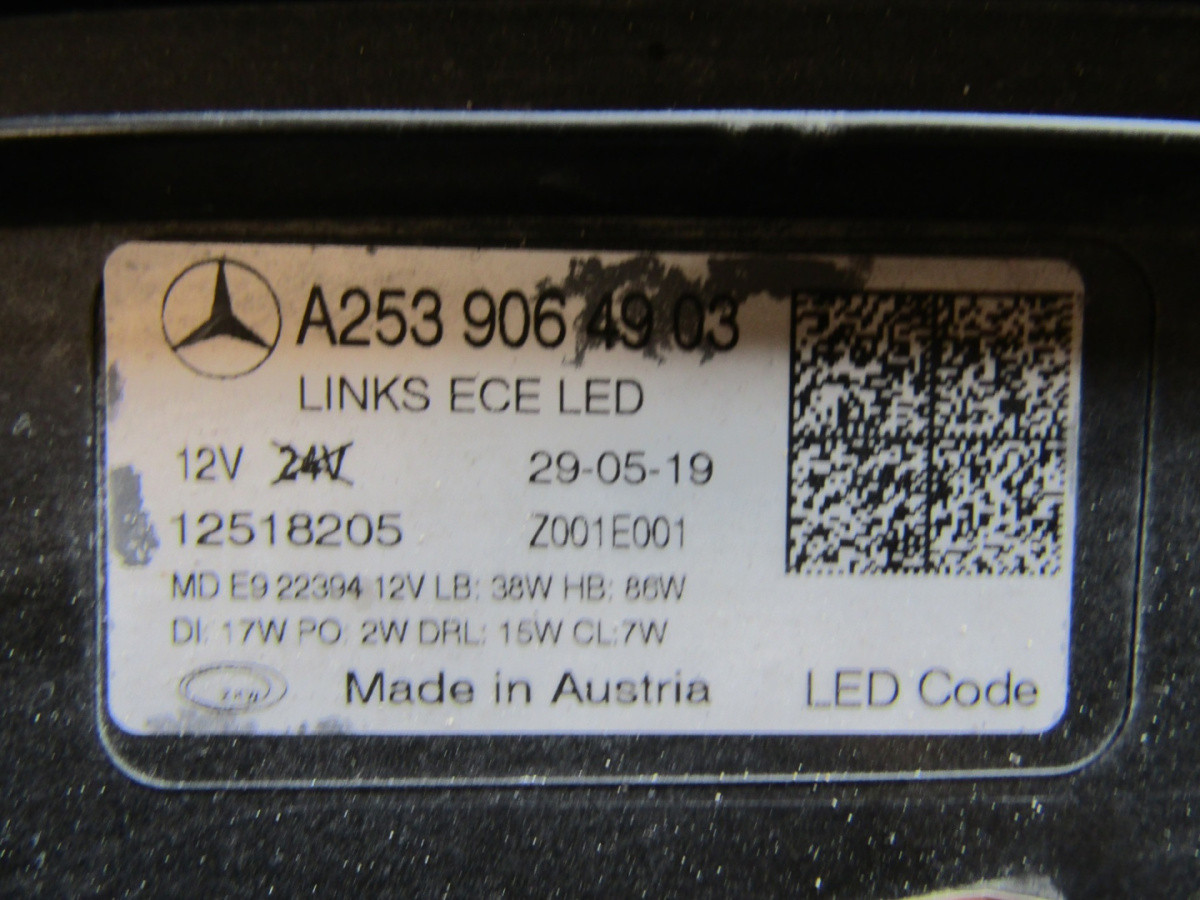 A253 906 49 03
LINKS ECE LED
12V 24V 29-05-19
12518205 Z001E001
MD E9 22394 12V LB: 38W HB: 86W
DI: 17W PO: 2W DRL: 15W CL:7W
ZKW Made in Austria LED Code